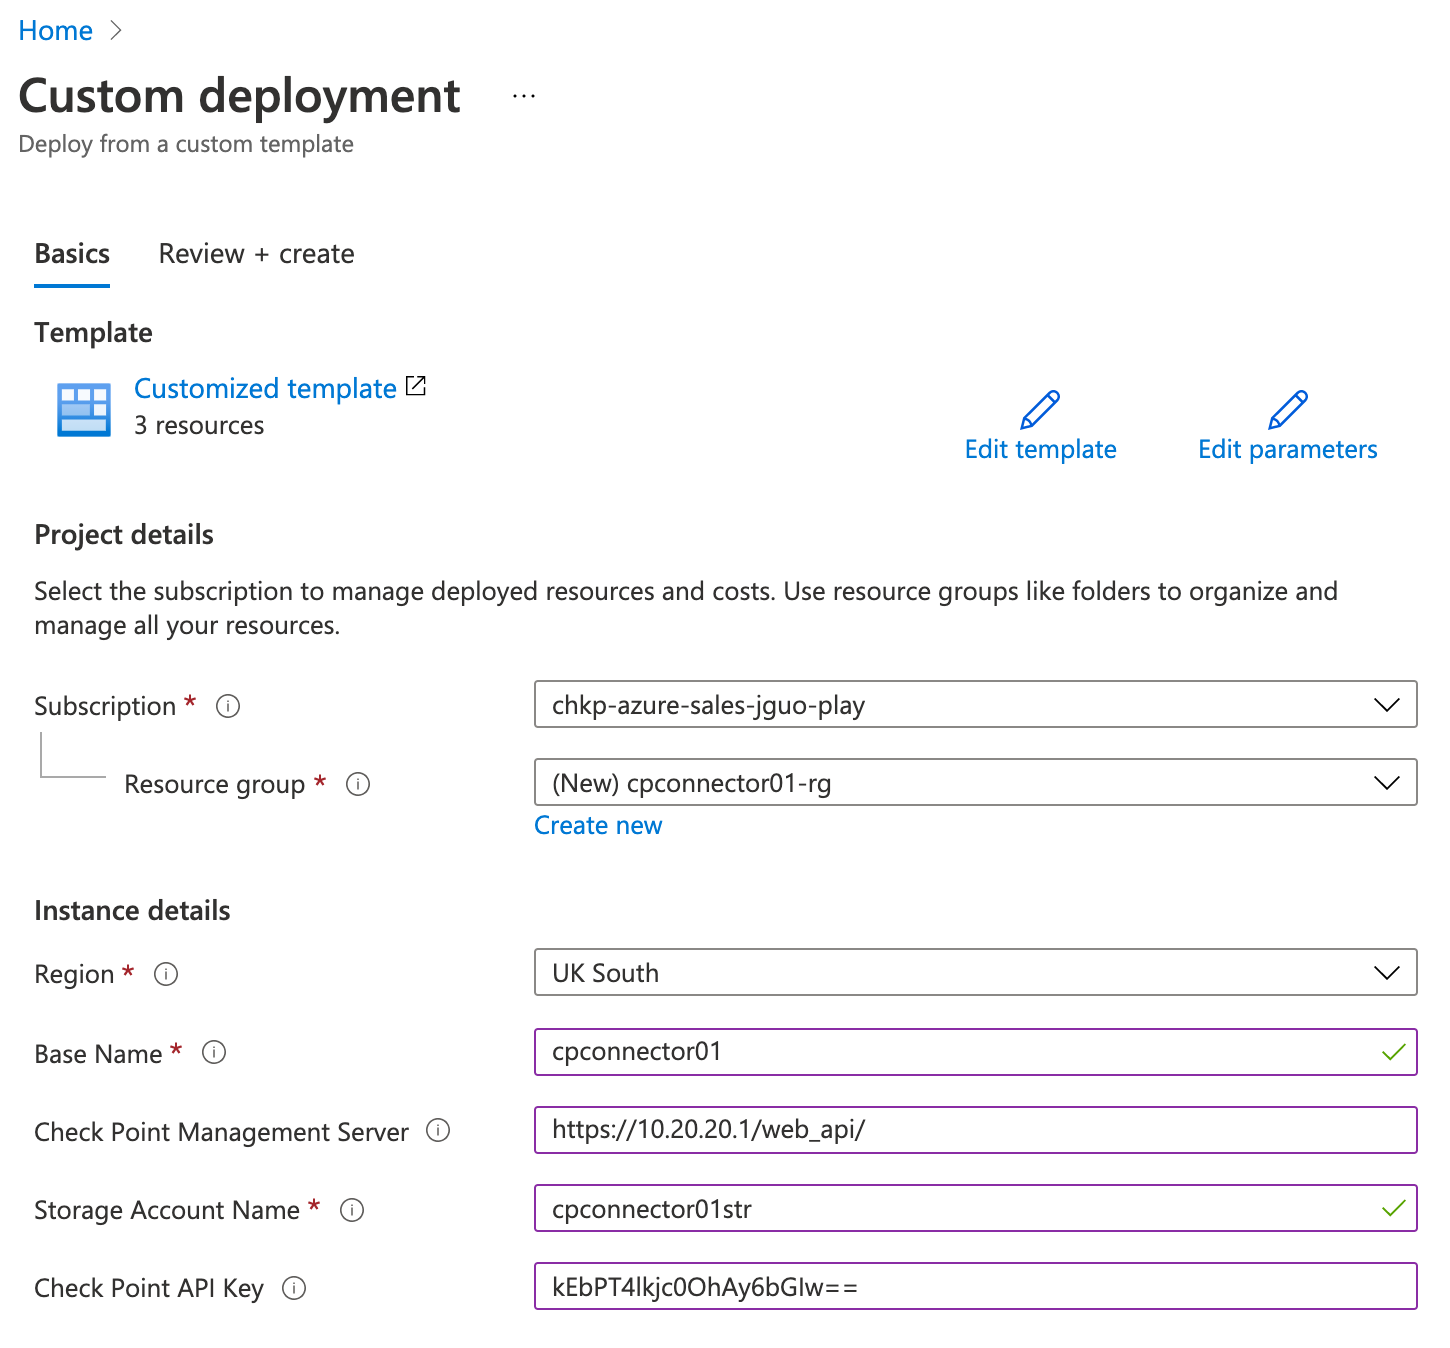 Home
Custom deployment
Deploy from a custom template
Basics Review + create
Template
Customized template
3 resources
Edit template Edit parameters
Project details
Select the subscription to manage deployed resources and costs. Use resource groups like folders to organize and
manage all your resources.
Subscription * chkp-azure-sales-jguo-play
Resource group * (New) cpconnector01-rg
Create new
Instance details
Region * UK South
Base Name * cpconnector01
Check Point Management Server https://10.20.20.1/web_api/
Storage Account Name * cpconnector01str
Check Point API Key kEbPT4lkjc0OhAy6bGIw==